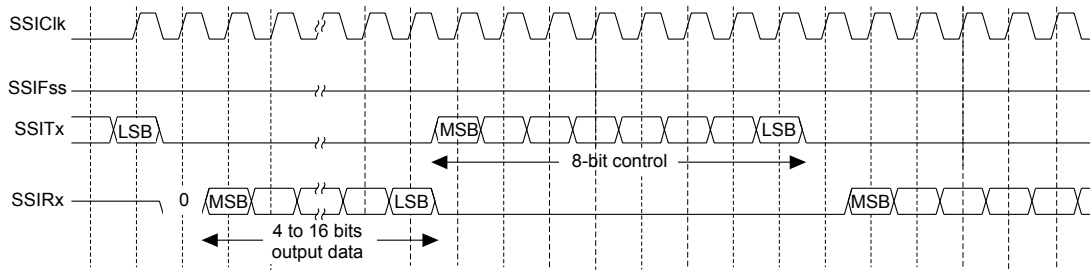 SSIClk
SSIFss
SSITx
LSB
MSB
LSB
8-bit control
SSIRx
0
MSB
LSB
MSB
4 to 16 bits
output data